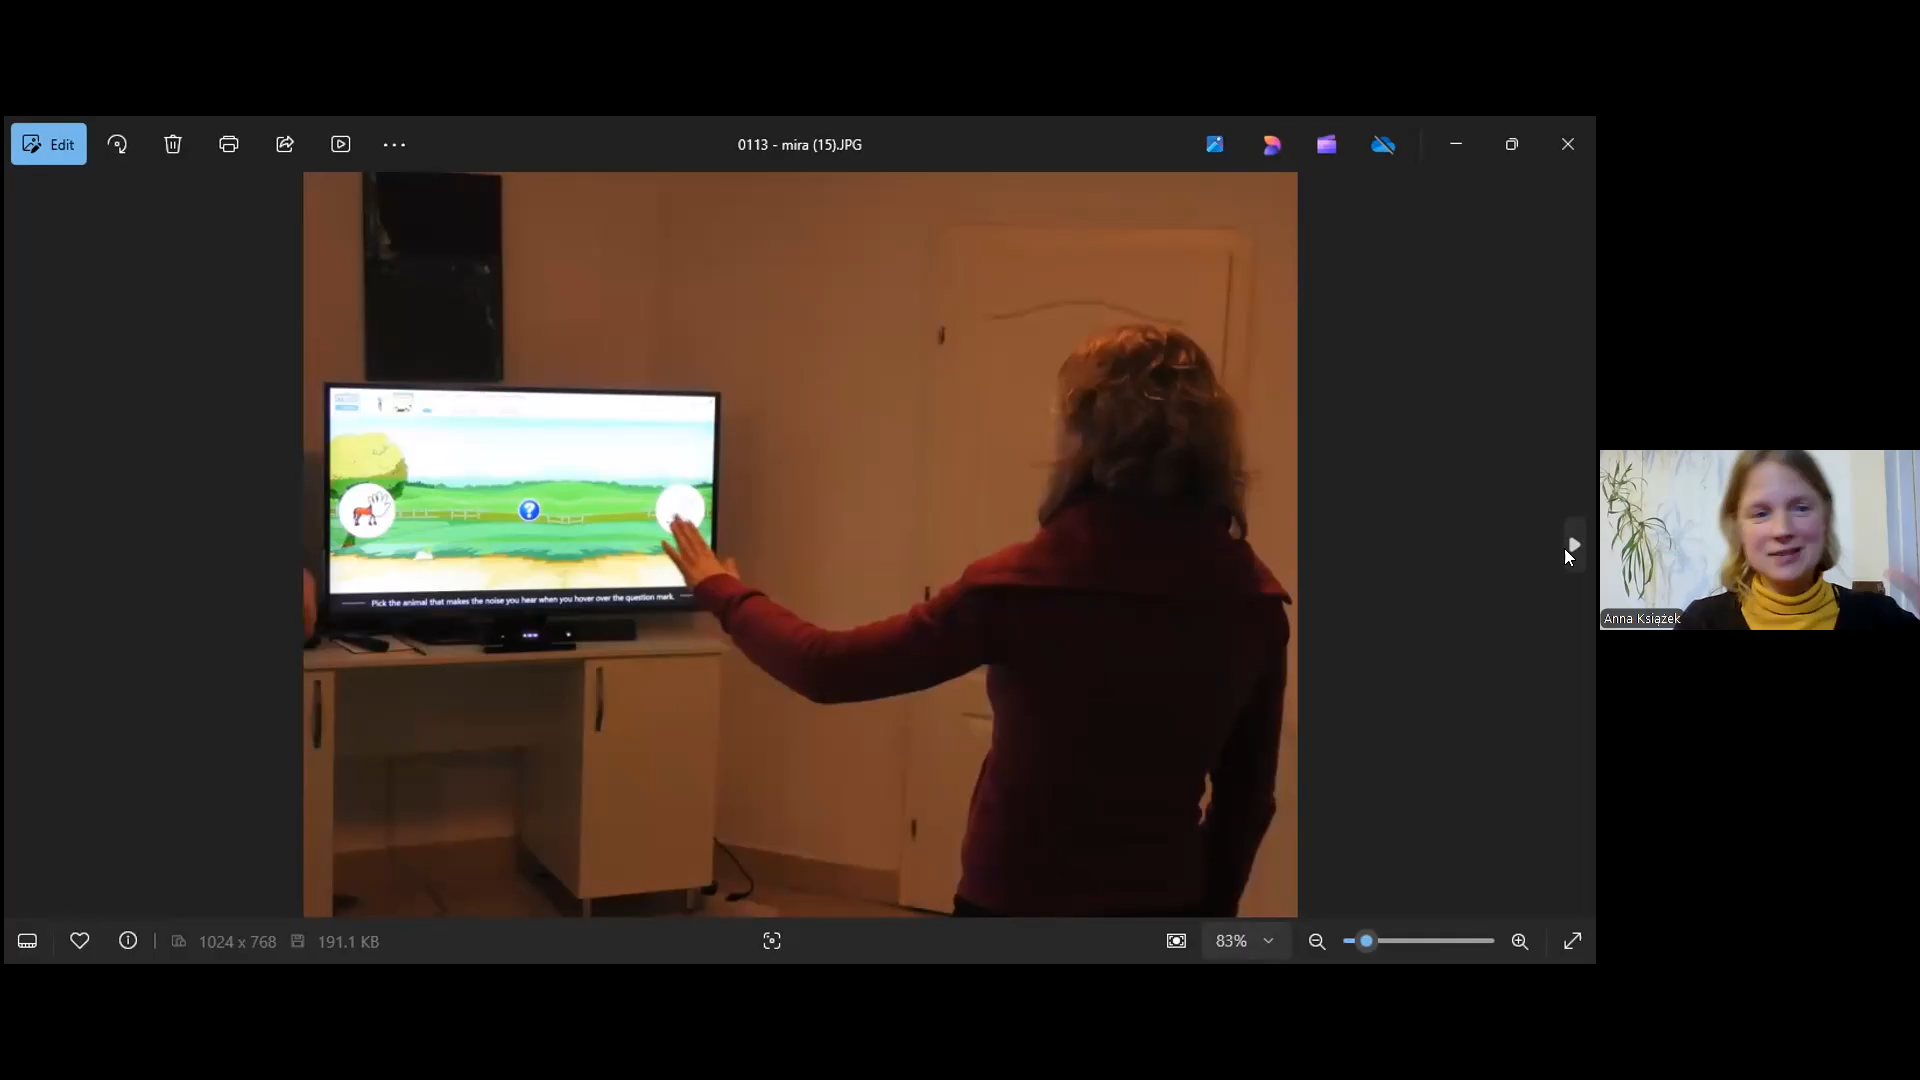 Edit
0113 - mira (15).JPG
?
Pick the animal that makes the noise you hear when you hover over the question mark.
Anna Książek
1024 x 768
191.1 KB
83%